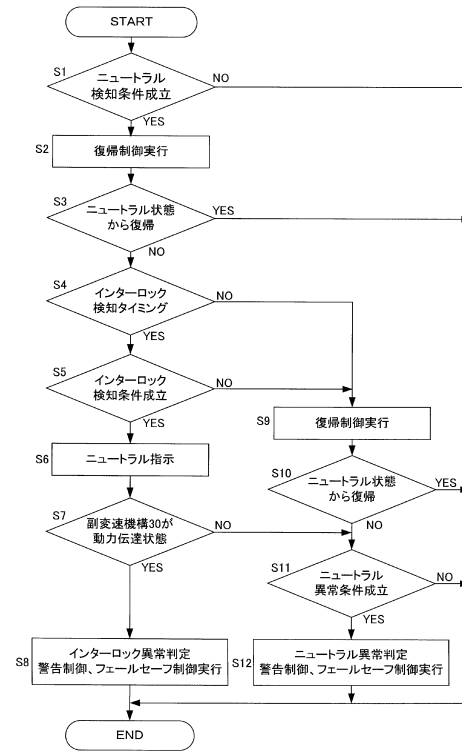 START
S1
ニュートラル
検知条件成立
NO
YES
S2
復帰制御実行
S3
ニュートラル状態
から復帰
YES
NO
S4
インターロック
検知タイミング
NO
YES
S5
インターロック
検知条件成立
NO
YES
S9
復帰制御実行
S6
ニュートラル指示
S10
ニュートラル状態
から復帰
YES
NO
S7
副変速機構30が
動力伝達状態
NO
YES
S11
ニュートラル
異常条件成立
NO
YES
S8
インターロック異常判定
警告制御、フェールセーフ制御実行
S12
ニュートラル異常判定
警告制御、フェールセーフ制御実行
END